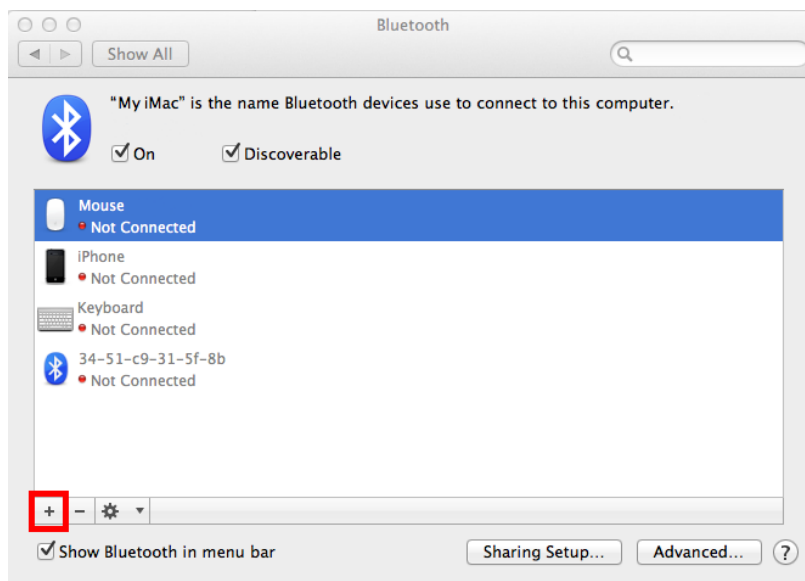 Bluetooth
Show All
"My iMac" is the name Bluetooth devices use to connect to this computer.
On Discoverable
Mouse
Not Connected
iPhone
Not Connected
Keyboard
Not Connected
34-51-c9-31-5f-8b
Not Connected
+ −
Show Bluetooth in menu bar Sharing Setup... Advanced... ?